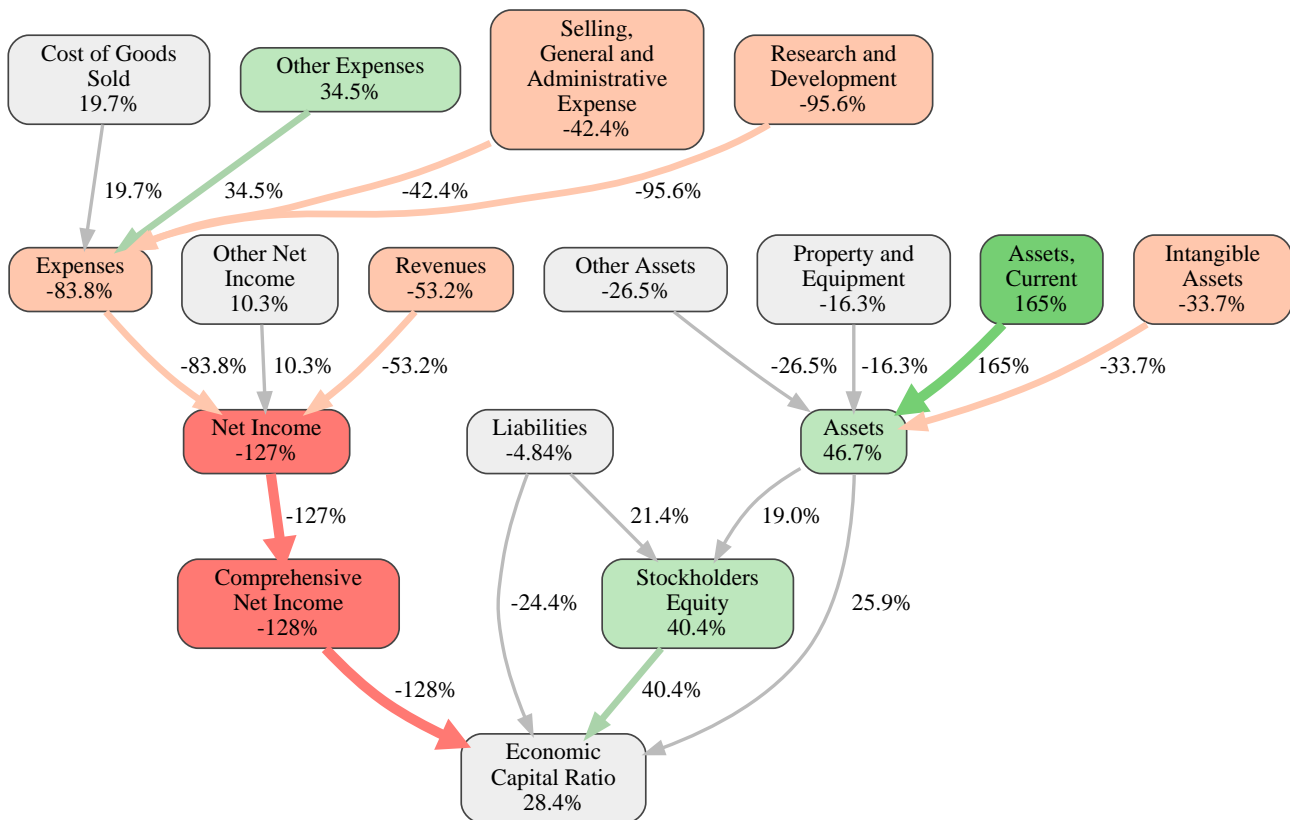 Cost of Goods
Sold
19.7%
Other Expenses
34.5%
Selling,
General and
Administrative
Expense
-42.4%
Research and
Development
-95.6%
19.7%
34.5%
-42.4%
-95.6%
Expenses
-83.8%
Other Net
Income
10.3%
Revenues
-53.2%
Other Assets
-26.5%
Property and
Equipment
-16.3%
Assets,
Current
165%
Intangible
Assets
-33.7%
-83.8%
10.3%
-53.2%
-26.5%
-16.3%
165%
-33.7%
Net Income
-127%
Liabilities
-4.84%
Assets
46.7%
-127%
21.4%
19.0%
Comprehensive
Net Income
-128%
-24.4%
Stockholders
Equity
40.4%
25.9%
-128%
40.4%
Economic
Capital Ratio
28.4%